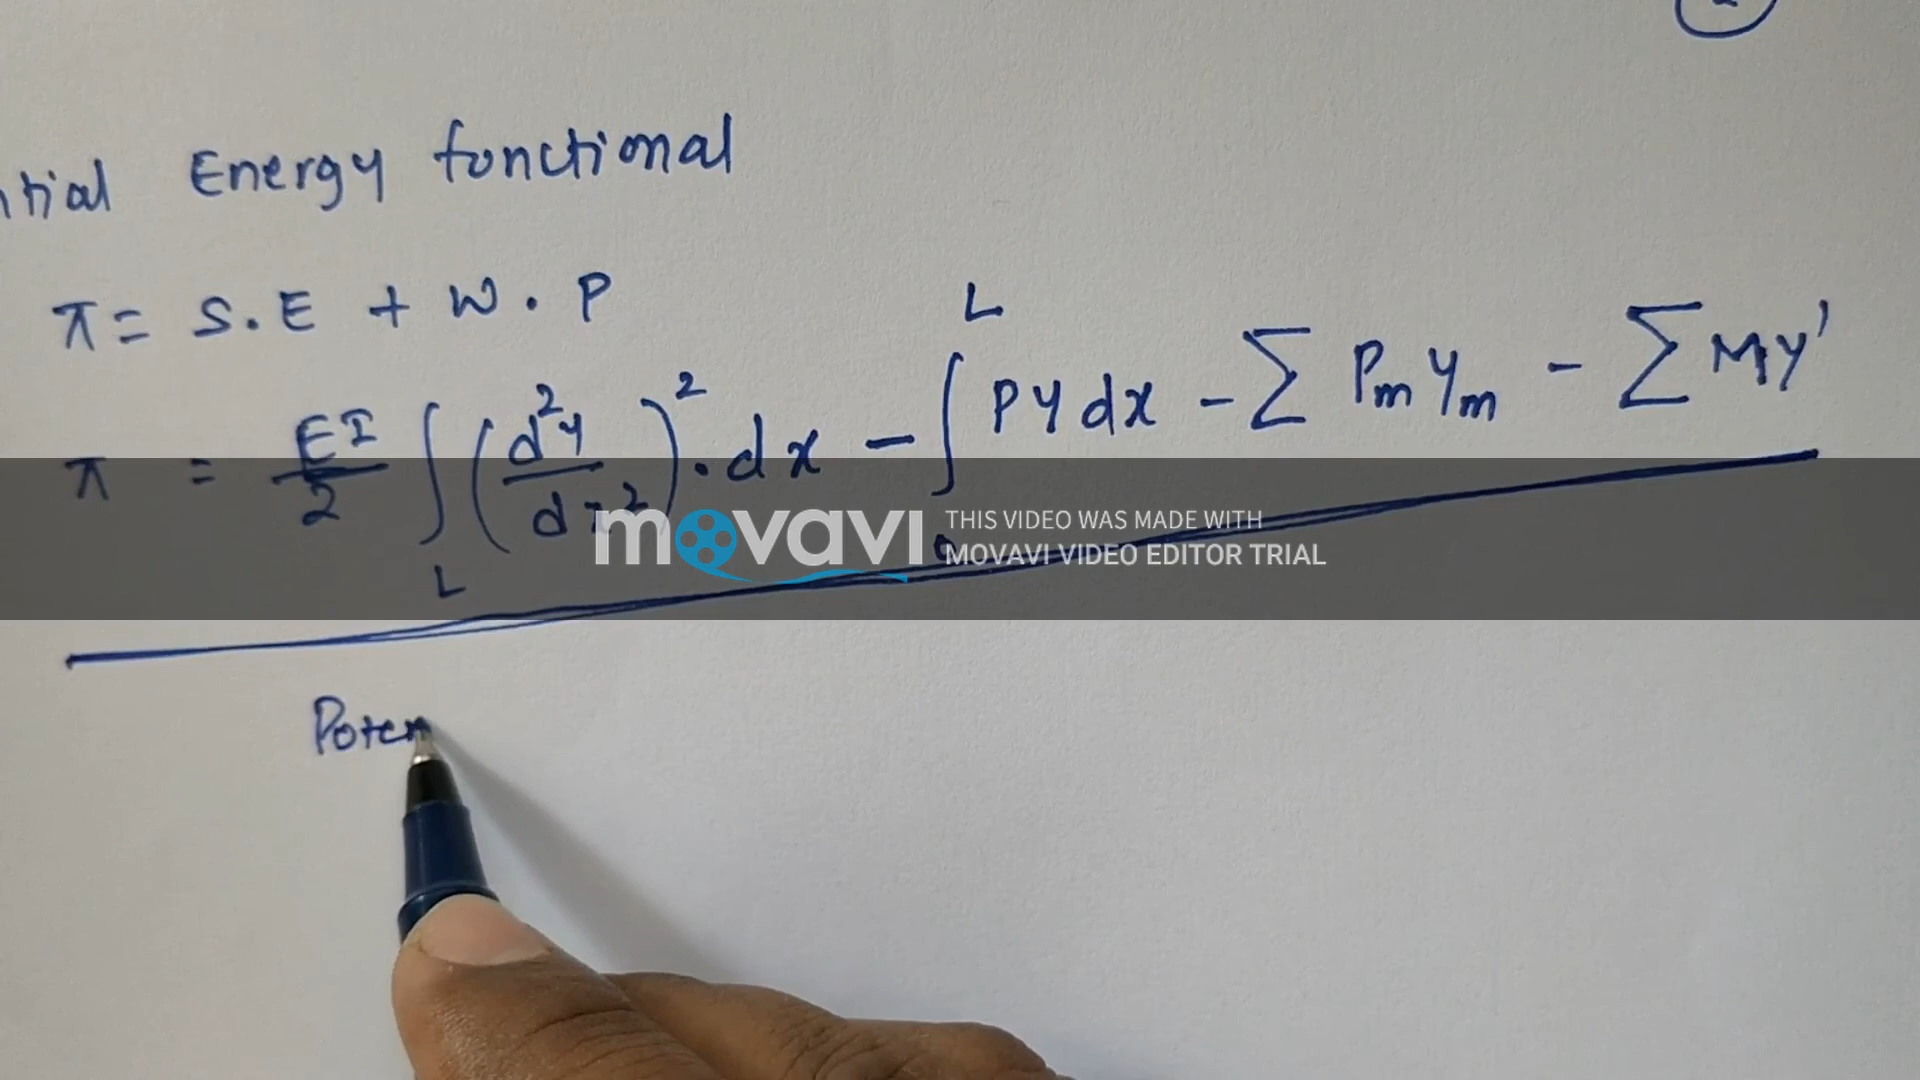 Energy functional
π = S.E + W.P
π = EI/2 ∫L (d²y/dx²)² . dx - ∫₀ᴸ PY dx - Σ Pm Ym - Σ MY'
movavi THIS VIDEO WAS MADE WITH
MOVAVI VIDEO EDITOR TRIAL
Poten